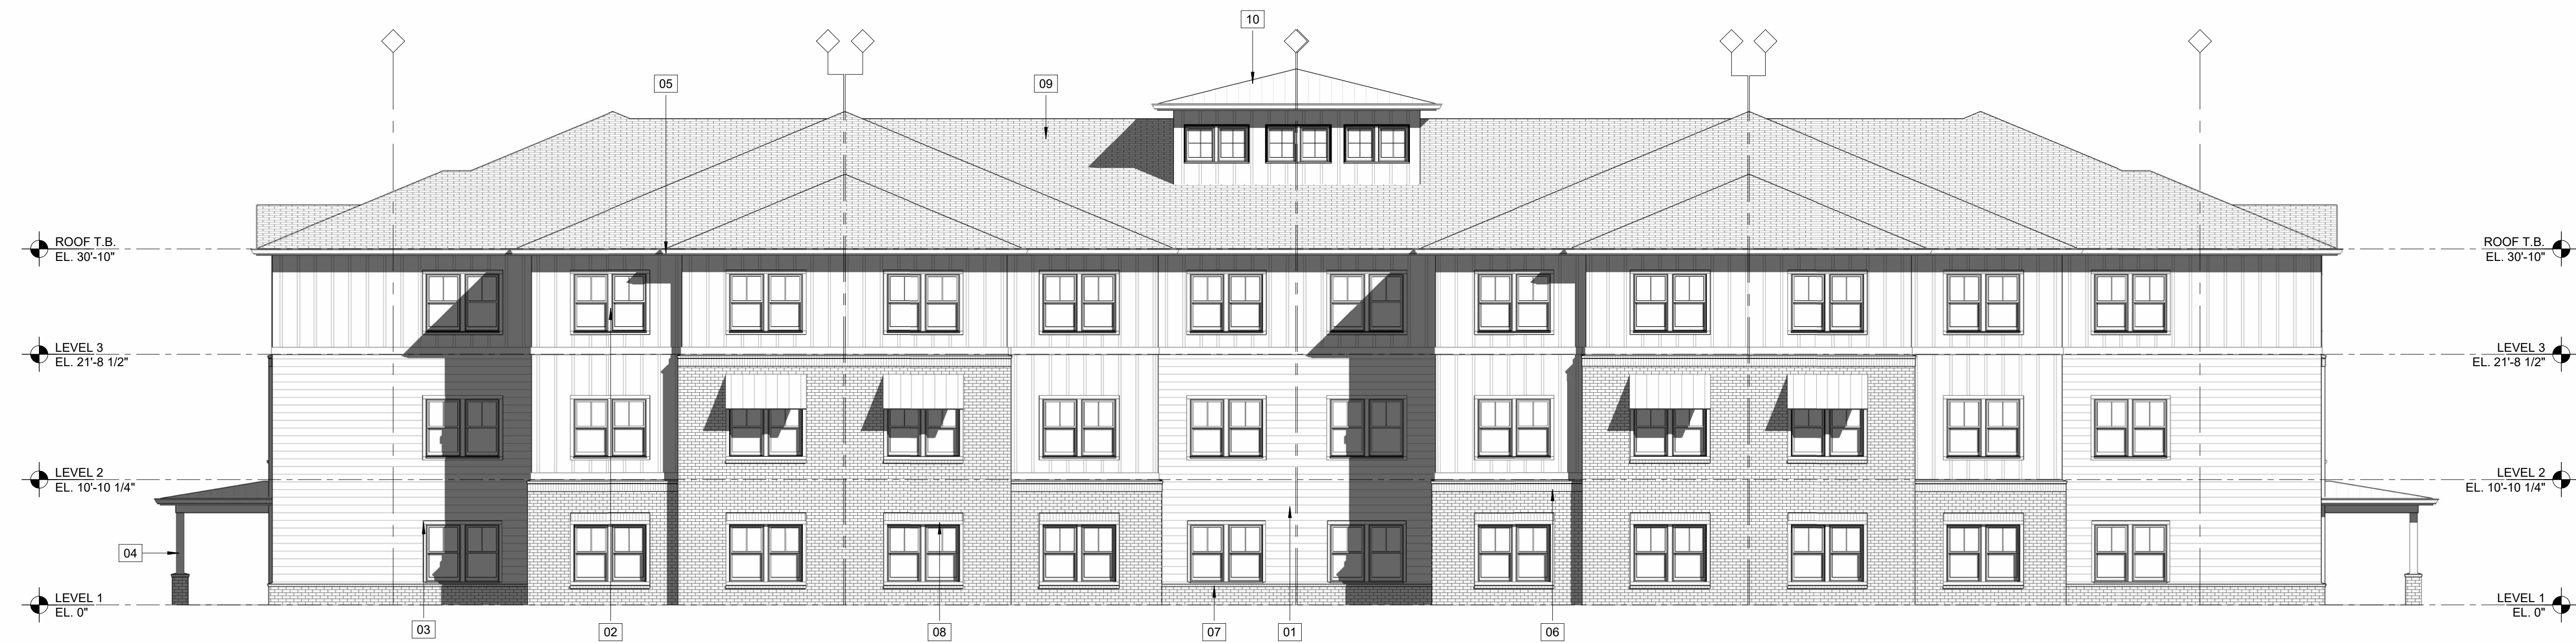 10
05
09
ROOF T.B.
EL. 30'-10"
ROOF T.B.
EL. 30'-10"
LEVEL 3
EL. 21'-8 1/2"
LEVEL 3
EL. 21'-8 1/2"
LEVEL 2
EL. 10'-10 1/4"
LEVEL 2
EL. 10'-10 1/4"
04
LEVEL 1
EL. 0"
LEVEL 1
EL. 0"
03
02
08
07
01
06